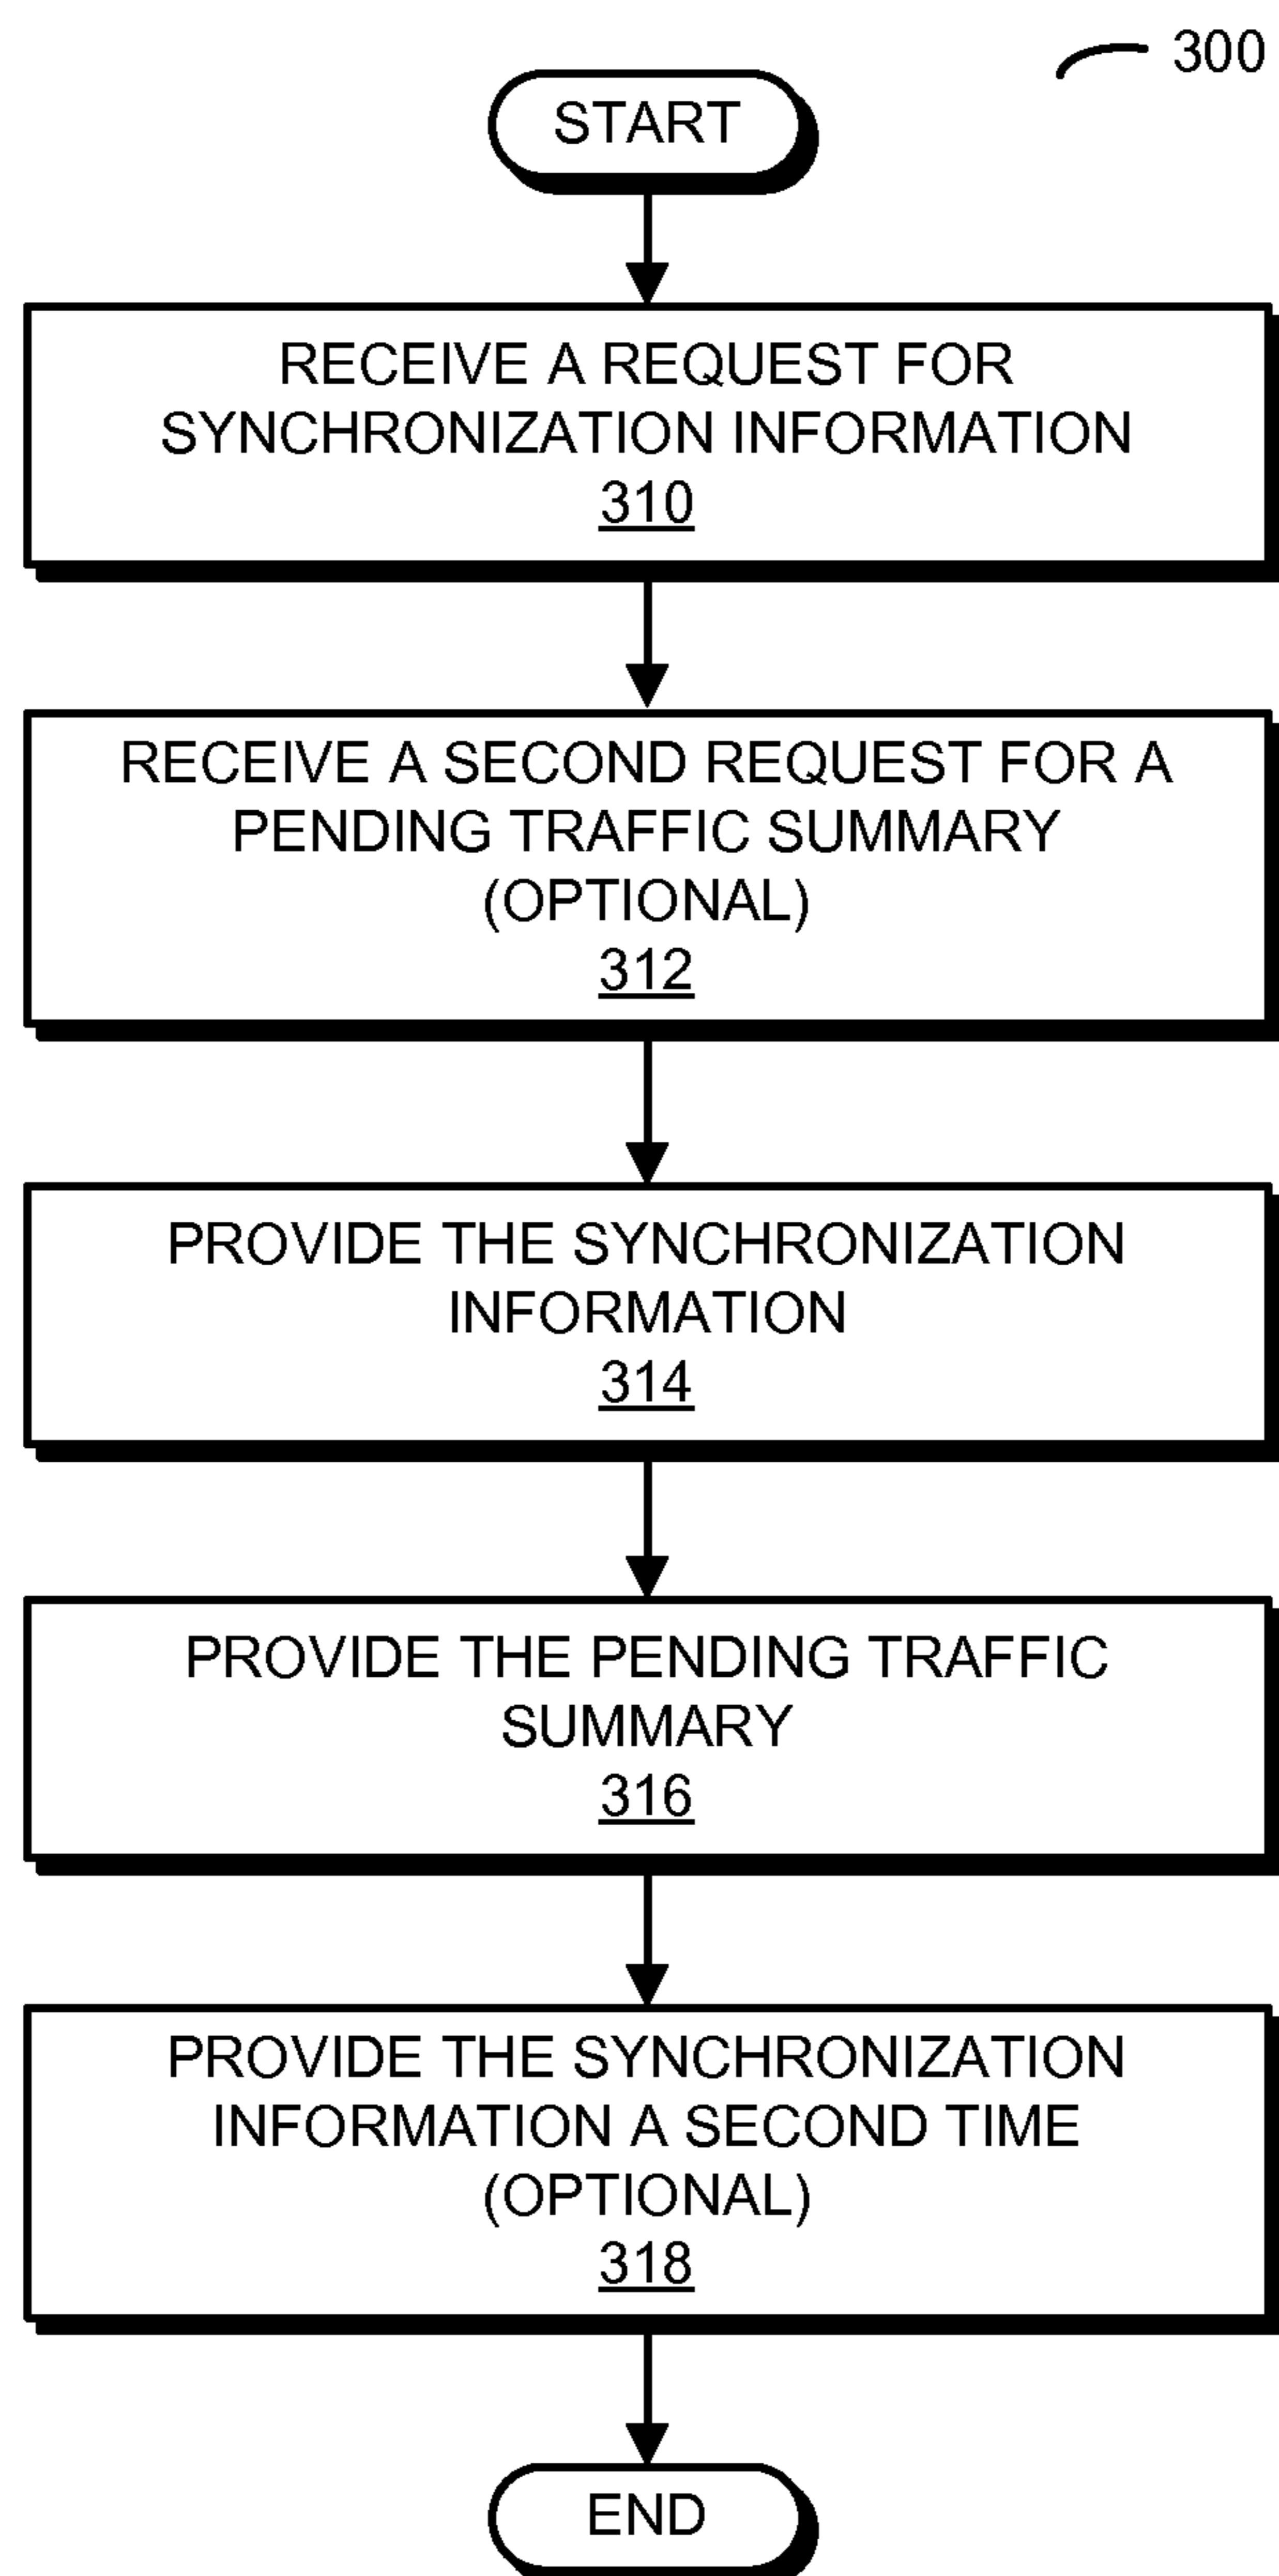 300
START
RECEIVE A REQUEST FOR
SYNCHRONIZATION INFORMATION
310
RECEIVE A SECOND REQUEST FOR A
PENDING TRAFFIC SUMMARY
(OPTIONAL)
312
PROVIDE THE SYNCHRONIZATION
INFORMATION
314
PROVIDE THE PENDING TRAFFIC
SUMMARY
316
PROVIDE THE SYNCHRONIZATION
INFORMATION A SECOND TIME
(OPTIONAL)
318
END